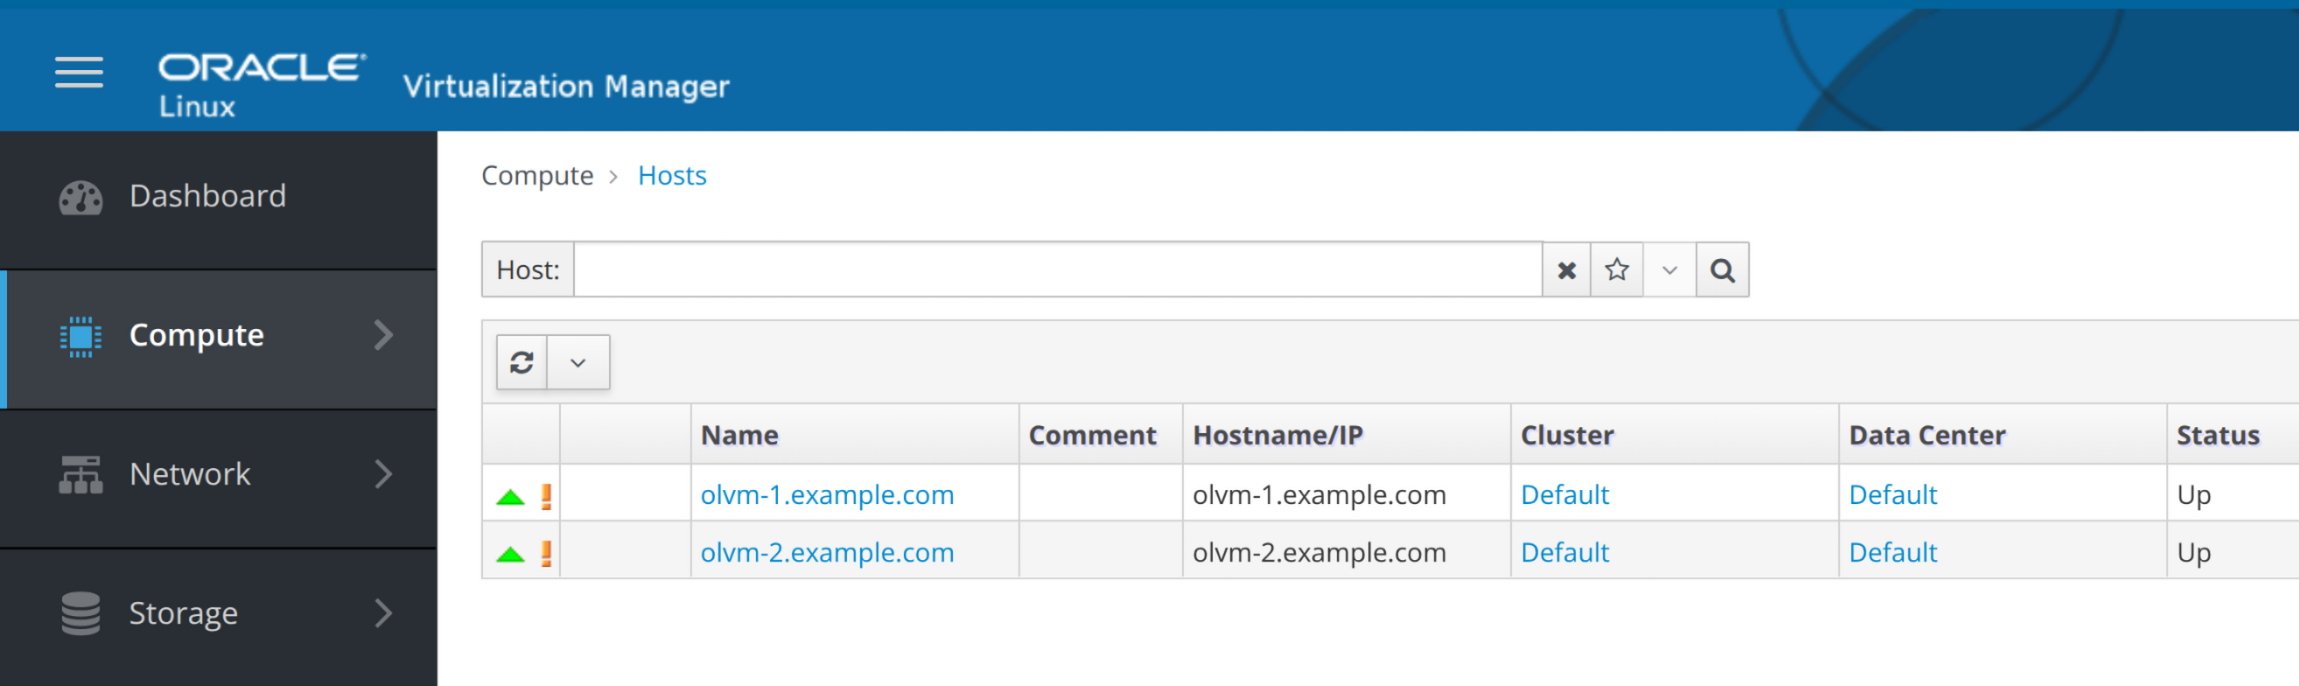 ORACLE®
Linux
Virtualization Manager
Dashboard
Compute
Network
Storage
Compute > Hosts
Host:
Name Comment Hostname/IP Cluster Data Center Status
olvm-1.example.com olvm-1.example.com Default Default Up
olvm-2.example.com olvm-2.example.com Default Default Up